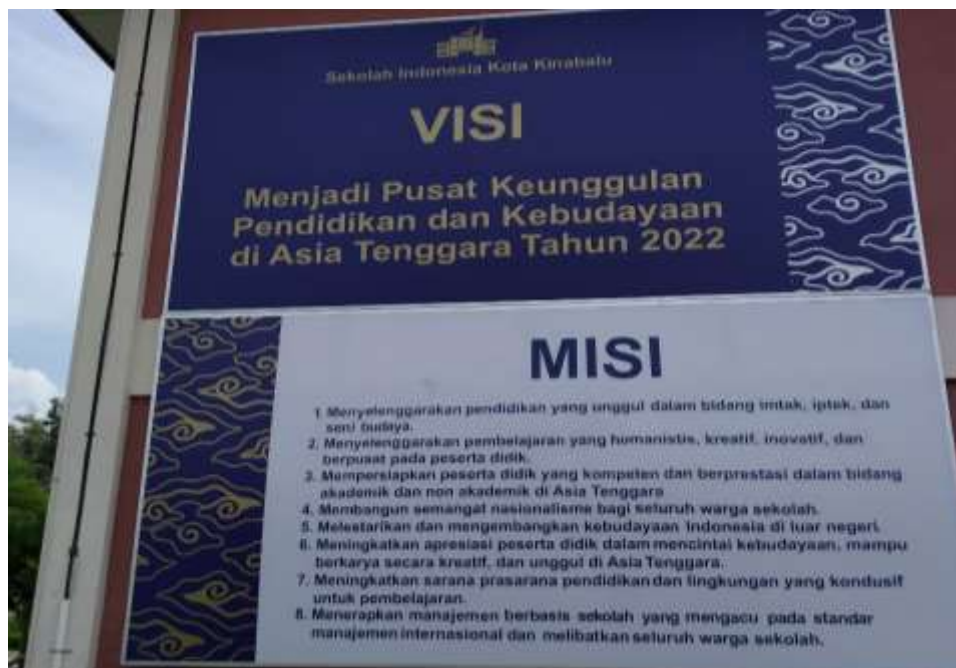 Sekolah Indonesia Kota Kinabalu
VISI
Menjadi Pusat Keunggulan
Pendidikan dan Kebudayaan
di Asia Tenggara Tahun 2022
MISI
1. Menyelenggarakan pendidikan yang unggul dalam bidang imtak, iptek, dan
seni budaya.
2. Menyelenggarakan pembelajaran yang humanistis, kreatif, inovatif, dan
berpusat pada peserta didik.
3. Mempersiapkan peserta didik yang kompeten dan berprestasi dalam bidang
akademik dan non akademik di Asia Tenggara
4. Membangun semangat nasionalisme bagi seluruh warga sekolah.
5. Melestarikan dan mengembangkan kebudayaan Indonesia di luar negeri.
6. Meningkatkan apresiasi peserta didik dalam mencintai kebudayaan, mampu
berkarya secara kreatif, dan unggul di Asia Tenggara.
7. Meningkatkan sarana prasarana pendidikan dan lingkungan yang kondusif
untuk pembelajaran.
8. Menerapkan manajemen berbasis sekolah yang mengacu pada standar
manajemen internasional dan melibatkan seluruh warga sekolah.